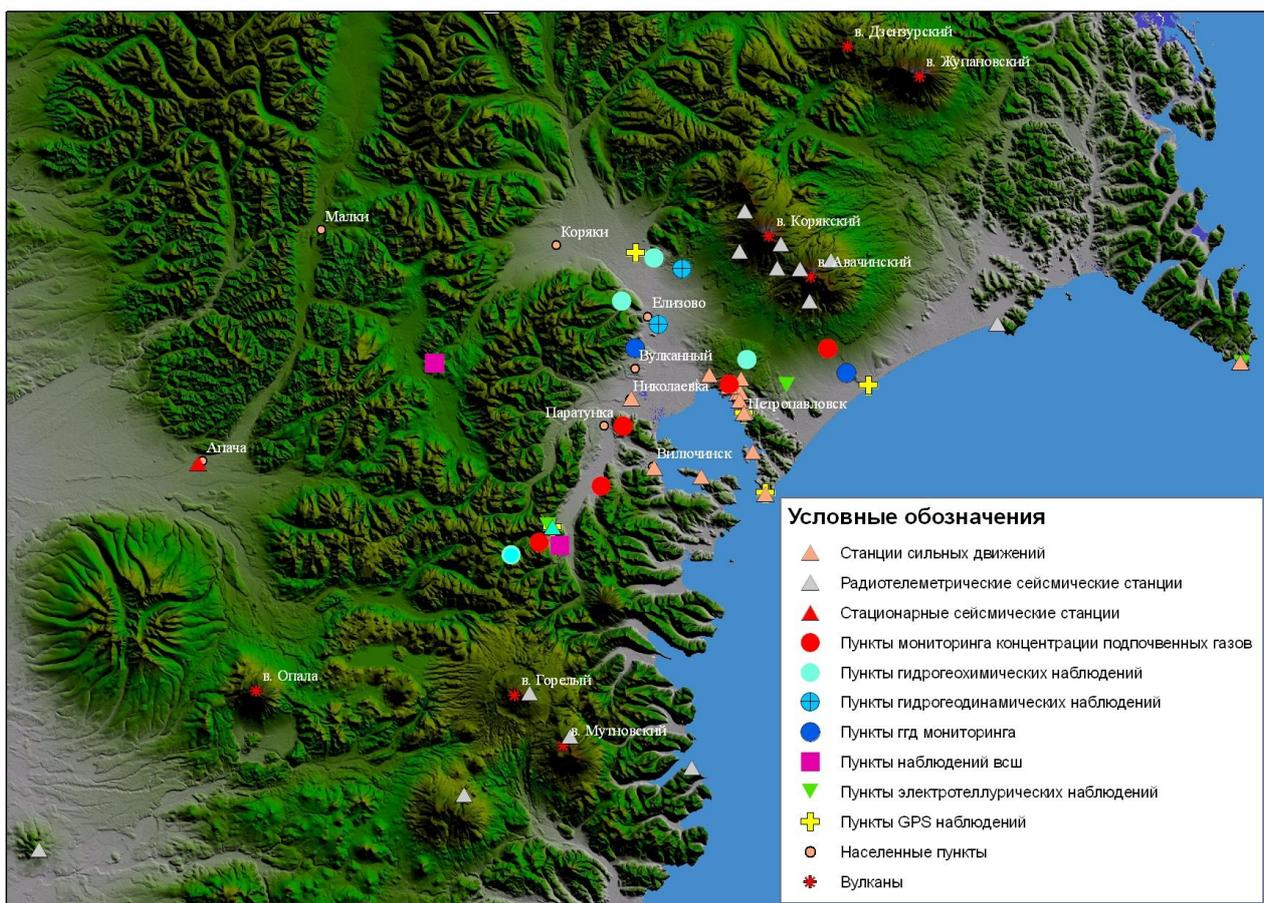 в. Дзензурский
в. Жупановский
Малки
в. Корякский
Коряки
в. Авачинский
Елизово
Вулканный
Николаевка
Петропавловск
Паратунка
Апача
Вилючинск
в. Опала
в. Горелый
в. Мутновский
Условные обозначения
Станции сильных движений
Радиотелеметрические сейсмические станции
Стационарные сейсмические станции
Пункты мониторинга концентрации подпочвенных газов
Пункты гидрогеохимических наблюдений
Пункты гидрогеодинамических наблюдений
Пункты ггд мониторинга
Пункты наблюдений всш
Пункты электротеллурических наблюдений
Пункты GPS наблюдений
Населенные пункты
Вулканы